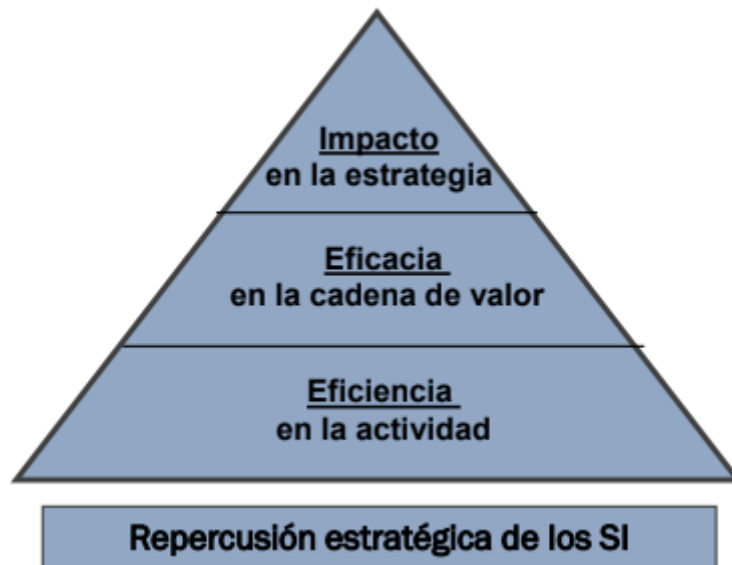 Impacto
en la estrategia
Eficacia
en la cadena de valor
Eficiencia
en la actividad
Repercusión estratégica de los SI